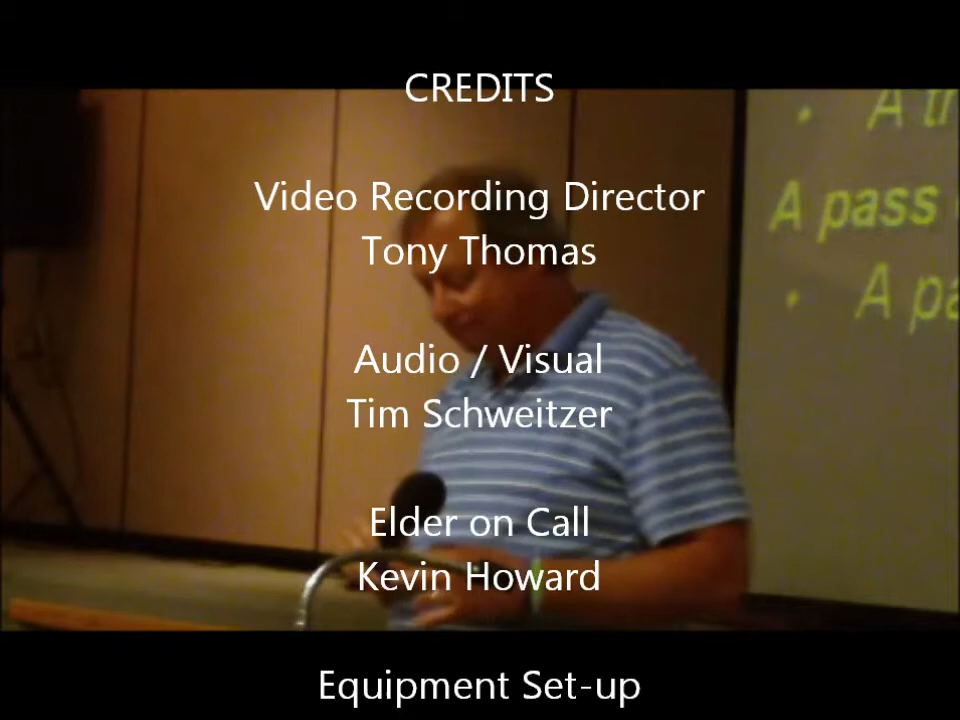 CREDITS
Video Recording Director
Tony Thomas
Audio / Visual
Tim Schweitzer
Elder on Call
Kevin Howard
Equipment Set-up
• A
A pass
• A